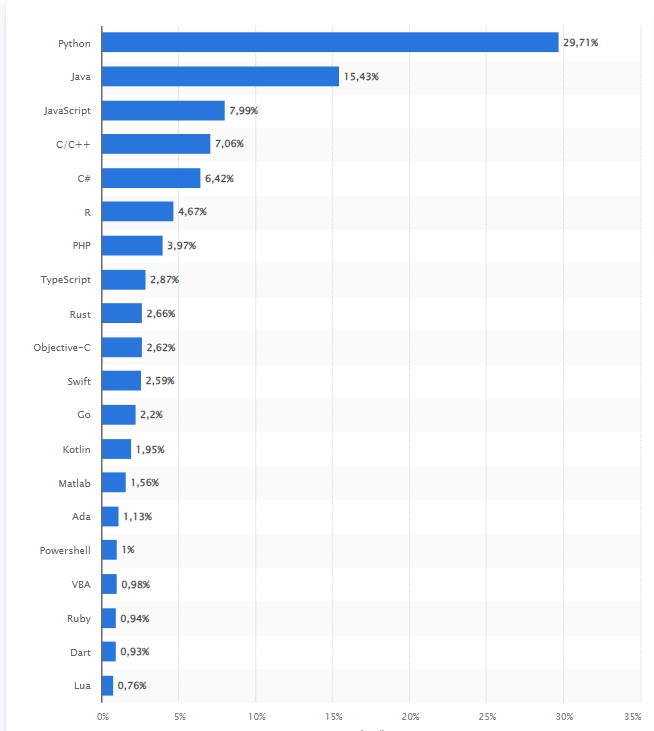 Python 29,71%
Java 15,43%
JavaScript 7,99%
C/C++ 7,06%
C# 6,42%
R 4,67%
PHP 3,97%
TypeScript 2,87%
Rust 2,66%
Objective-C 2,62%
Swift 2,59%
Go 2,2%
Kotlin 1,95%
Matlab 1,56%
Ada 1,13%
Powershell 1%
VBA 0,98%
Ruby 0,94%
Dart 0,93%
Lua 0,76%
0% 5% 10% 15% 20% 25% 30% 35%